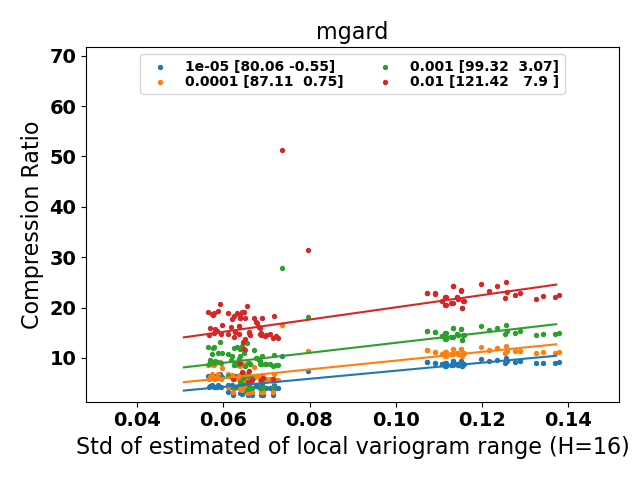 mgard
1e-05 [80.06 -0.55]
0.0001 [87.11  0.75]
0.001 [99.32  3.07]
0.01 [121.42   7.9 ]
70
60
50
40
30
20
10
Compression Ratio
0.04 0.06 0.08 0.10 0.12 0.14
Std of estimated of local variogram range (H=16)